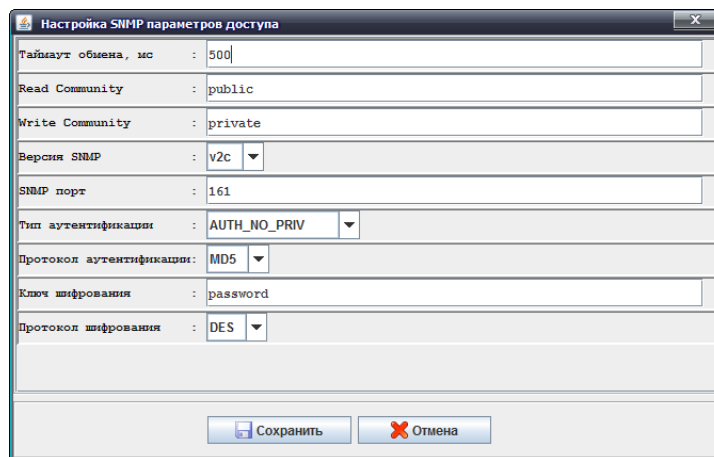 Настройка SNMP параметров доступа
Таймаут обмена, мс : 500
Read Community : public
Write Community : private
Версия SNMP : v2c
SNMP порт : 161
Тип аутентификации : AUTH_NO_PRIV
Протокол аутентификации: MD5
Ключ шифрования : password
Протокол шифрования : DES
Сохранить Отмена